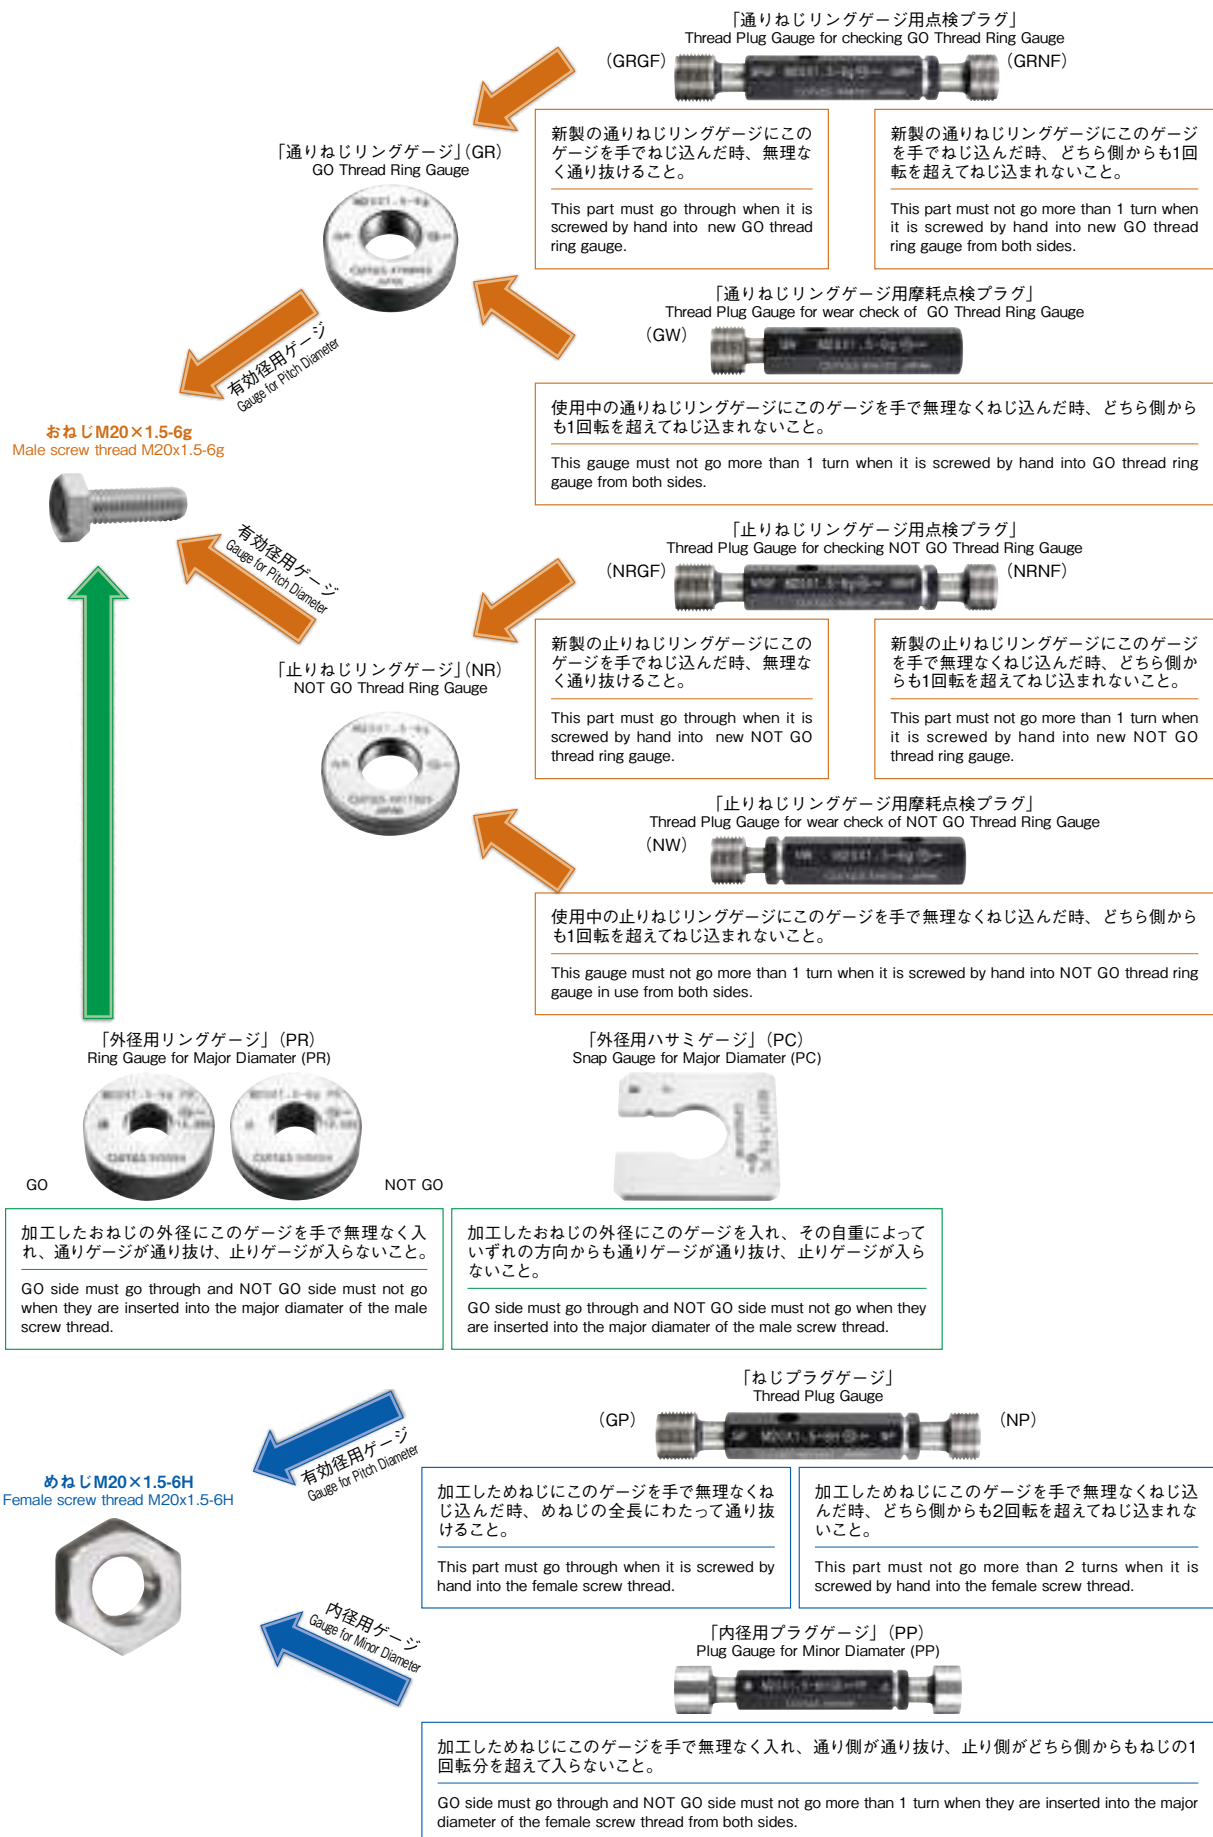 「通りねじリングゲージ用点検プラグ」
Thread Plug Gauge for checking GO Thread Ring Gauge
(GRGF)
(GRNF)
新製の通りねじリングゲージにこの
ゲージを手でねじ込んだ時、無理な
く通り抜けること。
This part must go through when it is
screwed by hand into new GO thread
ring gauge.
新製の通りねじリングゲージにこのゲージ
を手でねじ込んだ時、どちら側からも1回
転を超えてねじ込まれないこと。
This part must not go more than 1 turn when
it is screwed by hand into new GO thread
ring gauge from both sides.
「通りねじリングゲージ」(GR)
GO Thread Ring Gauge
「通りねじリングゲージ用摩耗点検プラグ」
Thread Plug Gauge for wear check of GO Thread Ring Gauge
(GW)
使用中の通りねじリングゲージにこのゲージを手で無理なくねじ込んだ時、どちら側から
も1回転を超えてねじ込まれないこと。
This gauge must not go more than 1 turn when it is screwed by hand into GO thread ring
gauge from both sides.
有効径用ゲージ
Gauge for Pitch Diameter
おねじM20×1.5-6g
Male screw thread M20x1.5-6g
有効径用ゲージ
Gauge for Pitch Diameter
「止りねじリングゲージ用点検プラグ」
Thread Plug Gauge for checking NOT GO Thread Ring Gauge
(NRGF)
(NRNF)
新製の止りねじリングゲージにこの
ゲージを手でねじ込んだ時、無理な
く通り抜けること。
This part must go through when it is
screwed by hand into new NOT GO
thread ring gauge.
新製の止りねじリングゲージにこのゲージ
を手で無理なくねじ込んだ時、どちら側か
らも1回転を超えてねじ込まれないこと。
This part must not go more than 1 turn when
it is screwed by hand into new NOT GO
thread ring gauge.
「止りねじリングゲージ」(NR)
NOT GO Thread Ring Gauge
「止りねじリングゲージ用摩耗点検プラグ」
Thread Plug Gauge for wear check of NOT GO Thread Ring Gauge
(NW)
使用中の止りねじリングゲージにこのゲージを手で無理なくねじ込んだ時、どちら側から
も1回転を超えてねじ込まれないこと。
This gauge must not go more than 1 turn when it is screwed by hand into NOT GO thread ring
gauge in use from both sides.
「外径用リングゲージ」(PR)
Ring Gauge for Major Diamater (PR)
GO
NOT GO
加工したおねじの外径にこのゲージを手で無理なく入
れ、通りゲージが通り抜け、止りゲージが入らないこと。
GO side must go through and NOT GO side must not go
when they are inserted into the major diamater of the male
screw thread.
「外径用ハサミゲージ」(PC)
Snap Gauge for Major Diamater (PC)
加工したおねじの外径にこのゲージを入れ、その自重によって
いずれの方向からも通りゲージが通り抜け、止りゲージが入ら
ないこと。
GO side must go through and NOT GO side must not go when they
are inserted into the major diamater of the male screw thread.
「ねじプラグゲージ」
Thread Plug Gauge
(GP)
(NP)
加工しためねじにこのゲージを手で無理なくね
じ込んだ時、めねじの全長にわたって通り抜
けること。
This part must go through when it is screwed by
hand into the female screw thread.
加工しためねじにこのゲージを手で無理なくねじ込
んだ時、どちら側からも2回転を超えてねじ込まれな
いこと。
This part must not go more than 2 turns when it is
screwed by hand into the female screw thread.
有効径用ゲージ
Gauge for Pitch Diameter
めねじM20×1.5-6H
Female screw thread M20x1.5-6H
内径用ゲージ
Gauge for Minor Diameter
「内径用プラグゲージ」(PP)
Plug Gauge for Minor Diamater (PP)
加工しためねじにこのゲージを手で無理なく入れ、通り側が通り抜け、止り側がどちら側からもねじの1
回転分を超えて入らないこと。
GO side must go through and NOT GO side must not go more than 1 turn when they are inserted into the major
diameter of the female screw thread from both sides.